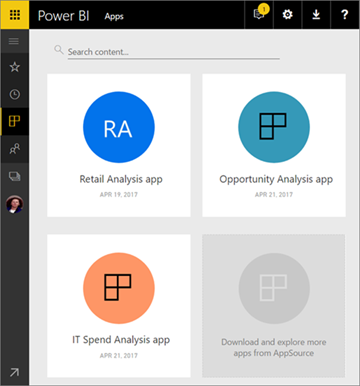 Power BI Apps 1 ?
Search content...
RA
Retail Analysis app
APR 19, 2017
Opportunity Analysis app
APR 21, 2017
IT Spend Analysis app
APR 21, 2017
Download and explore more
apps from AppSource